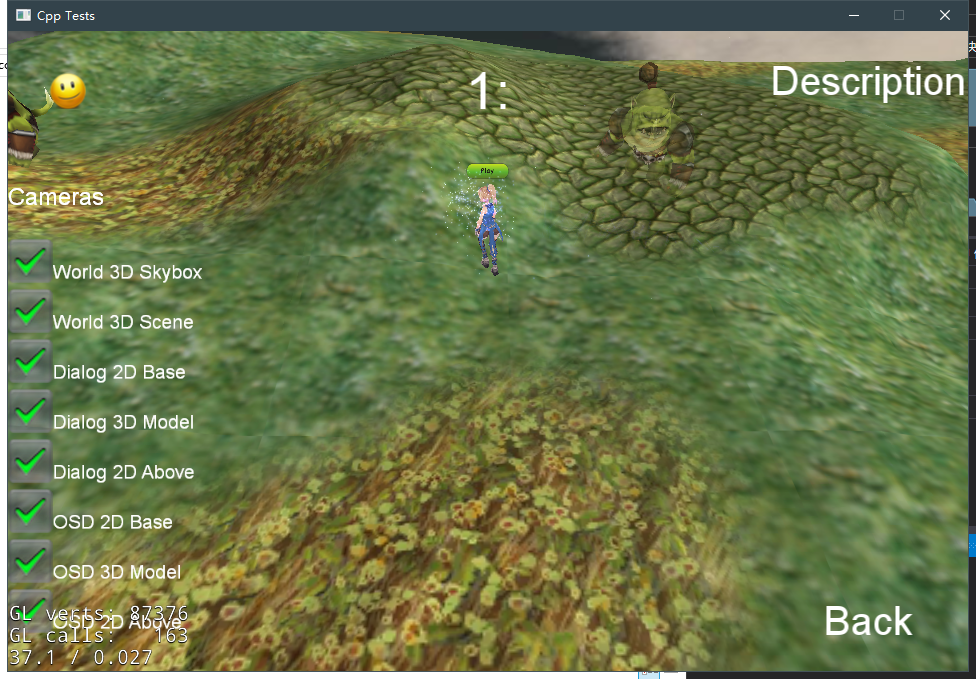 Cpp Tests
1:
Description
Play
Cameras
World 3D Skybox
World 3D Scene
Dialog 2D Base
Dialog 3D Model
Dialog 2D Above
OSD 2D Base
OSD 3D Model
OSD 2D Above
GL verts: 87376
GL calls: 163
37.1 / 0.027
Back